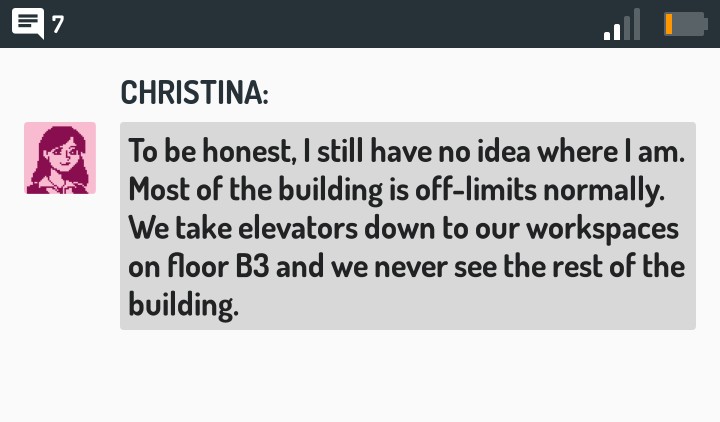 7
CHRISTINA:
To be honest, I still have no idea where I am.
Most of the building is off-limits normally.
We take elevators down to our workspaces
on floor B3 and we never see the rest of the
building.